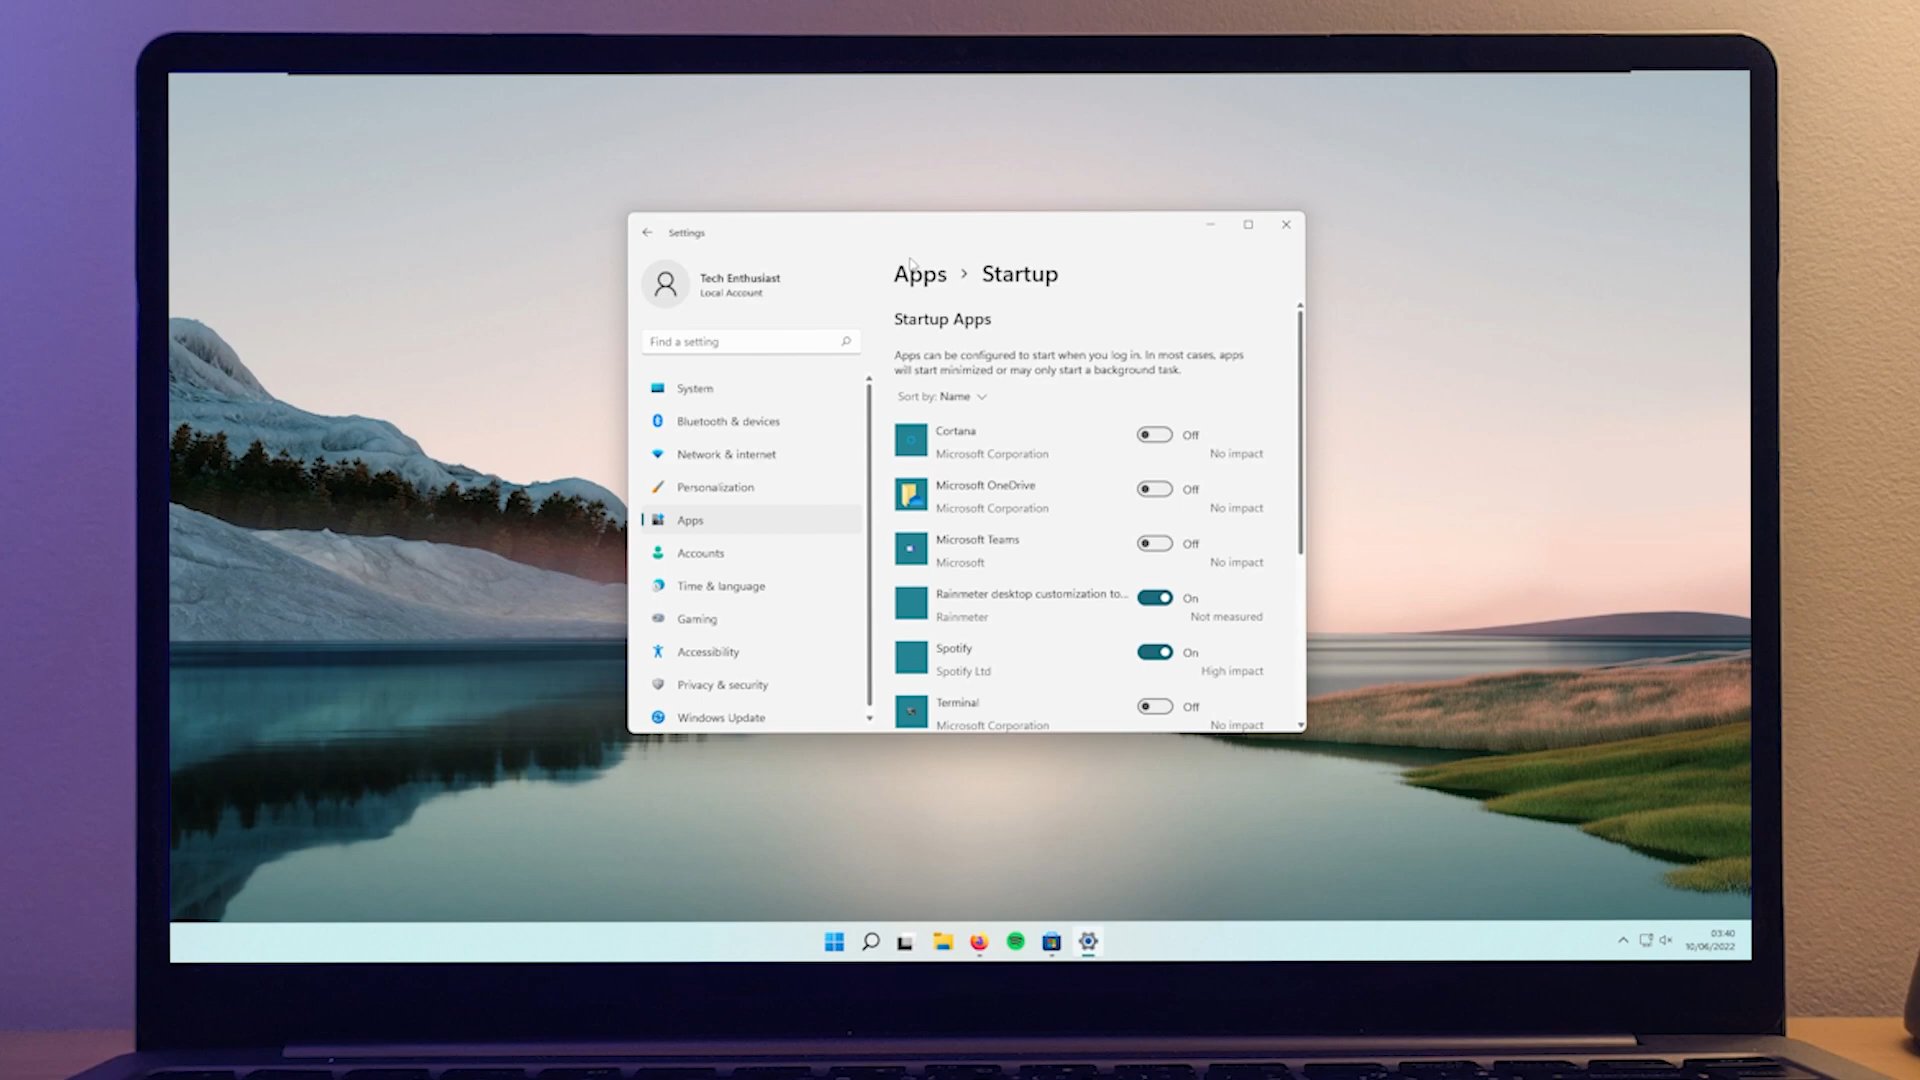 Settings
Tech Enthusiast
Local Account
Find a setting
System
Bluetooth & devices
Network & internet
Personalization
Apps
Accounts
Time & language
Gaming
Accessibility
Privacy & security
Windows Update
Apps > Startup
Startup Apps
Apps can be configured to start when you log in. In most cases, apps
will start minimized or may only start a background task.
Sort by: Name
Cortana
Off
Microsoft Corporation
No impact
Microsoft OneDrive
Off
Microsoft Corporation
No impact
Microsoft Teams
Off
Microsoft
No impact
Rainmeter desktop customization to...
On
Rainmeter
Not measured
Spotify
On
Spotify Ltd
High impact
Terminal
Off
Microsoft Corporation
No impact
03:40
10/06/2022